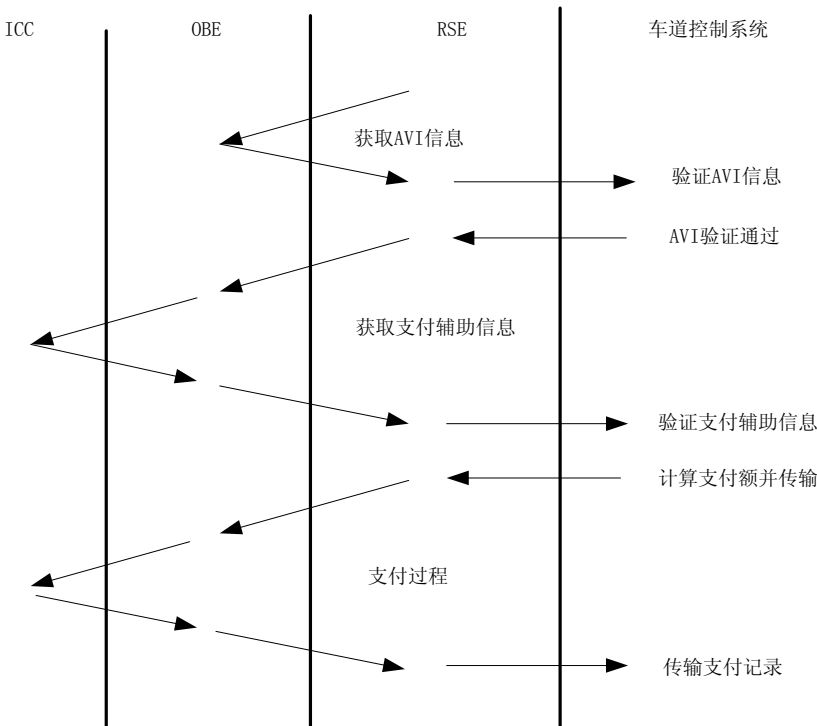 ICC
OBE
RSE
车道控制系统
获取AVI信息
验证AVI信息
AVI验证通过
获取支付辅助信息
验证支付辅助信息
计算支付额并传输
支付过程
传输支付记录